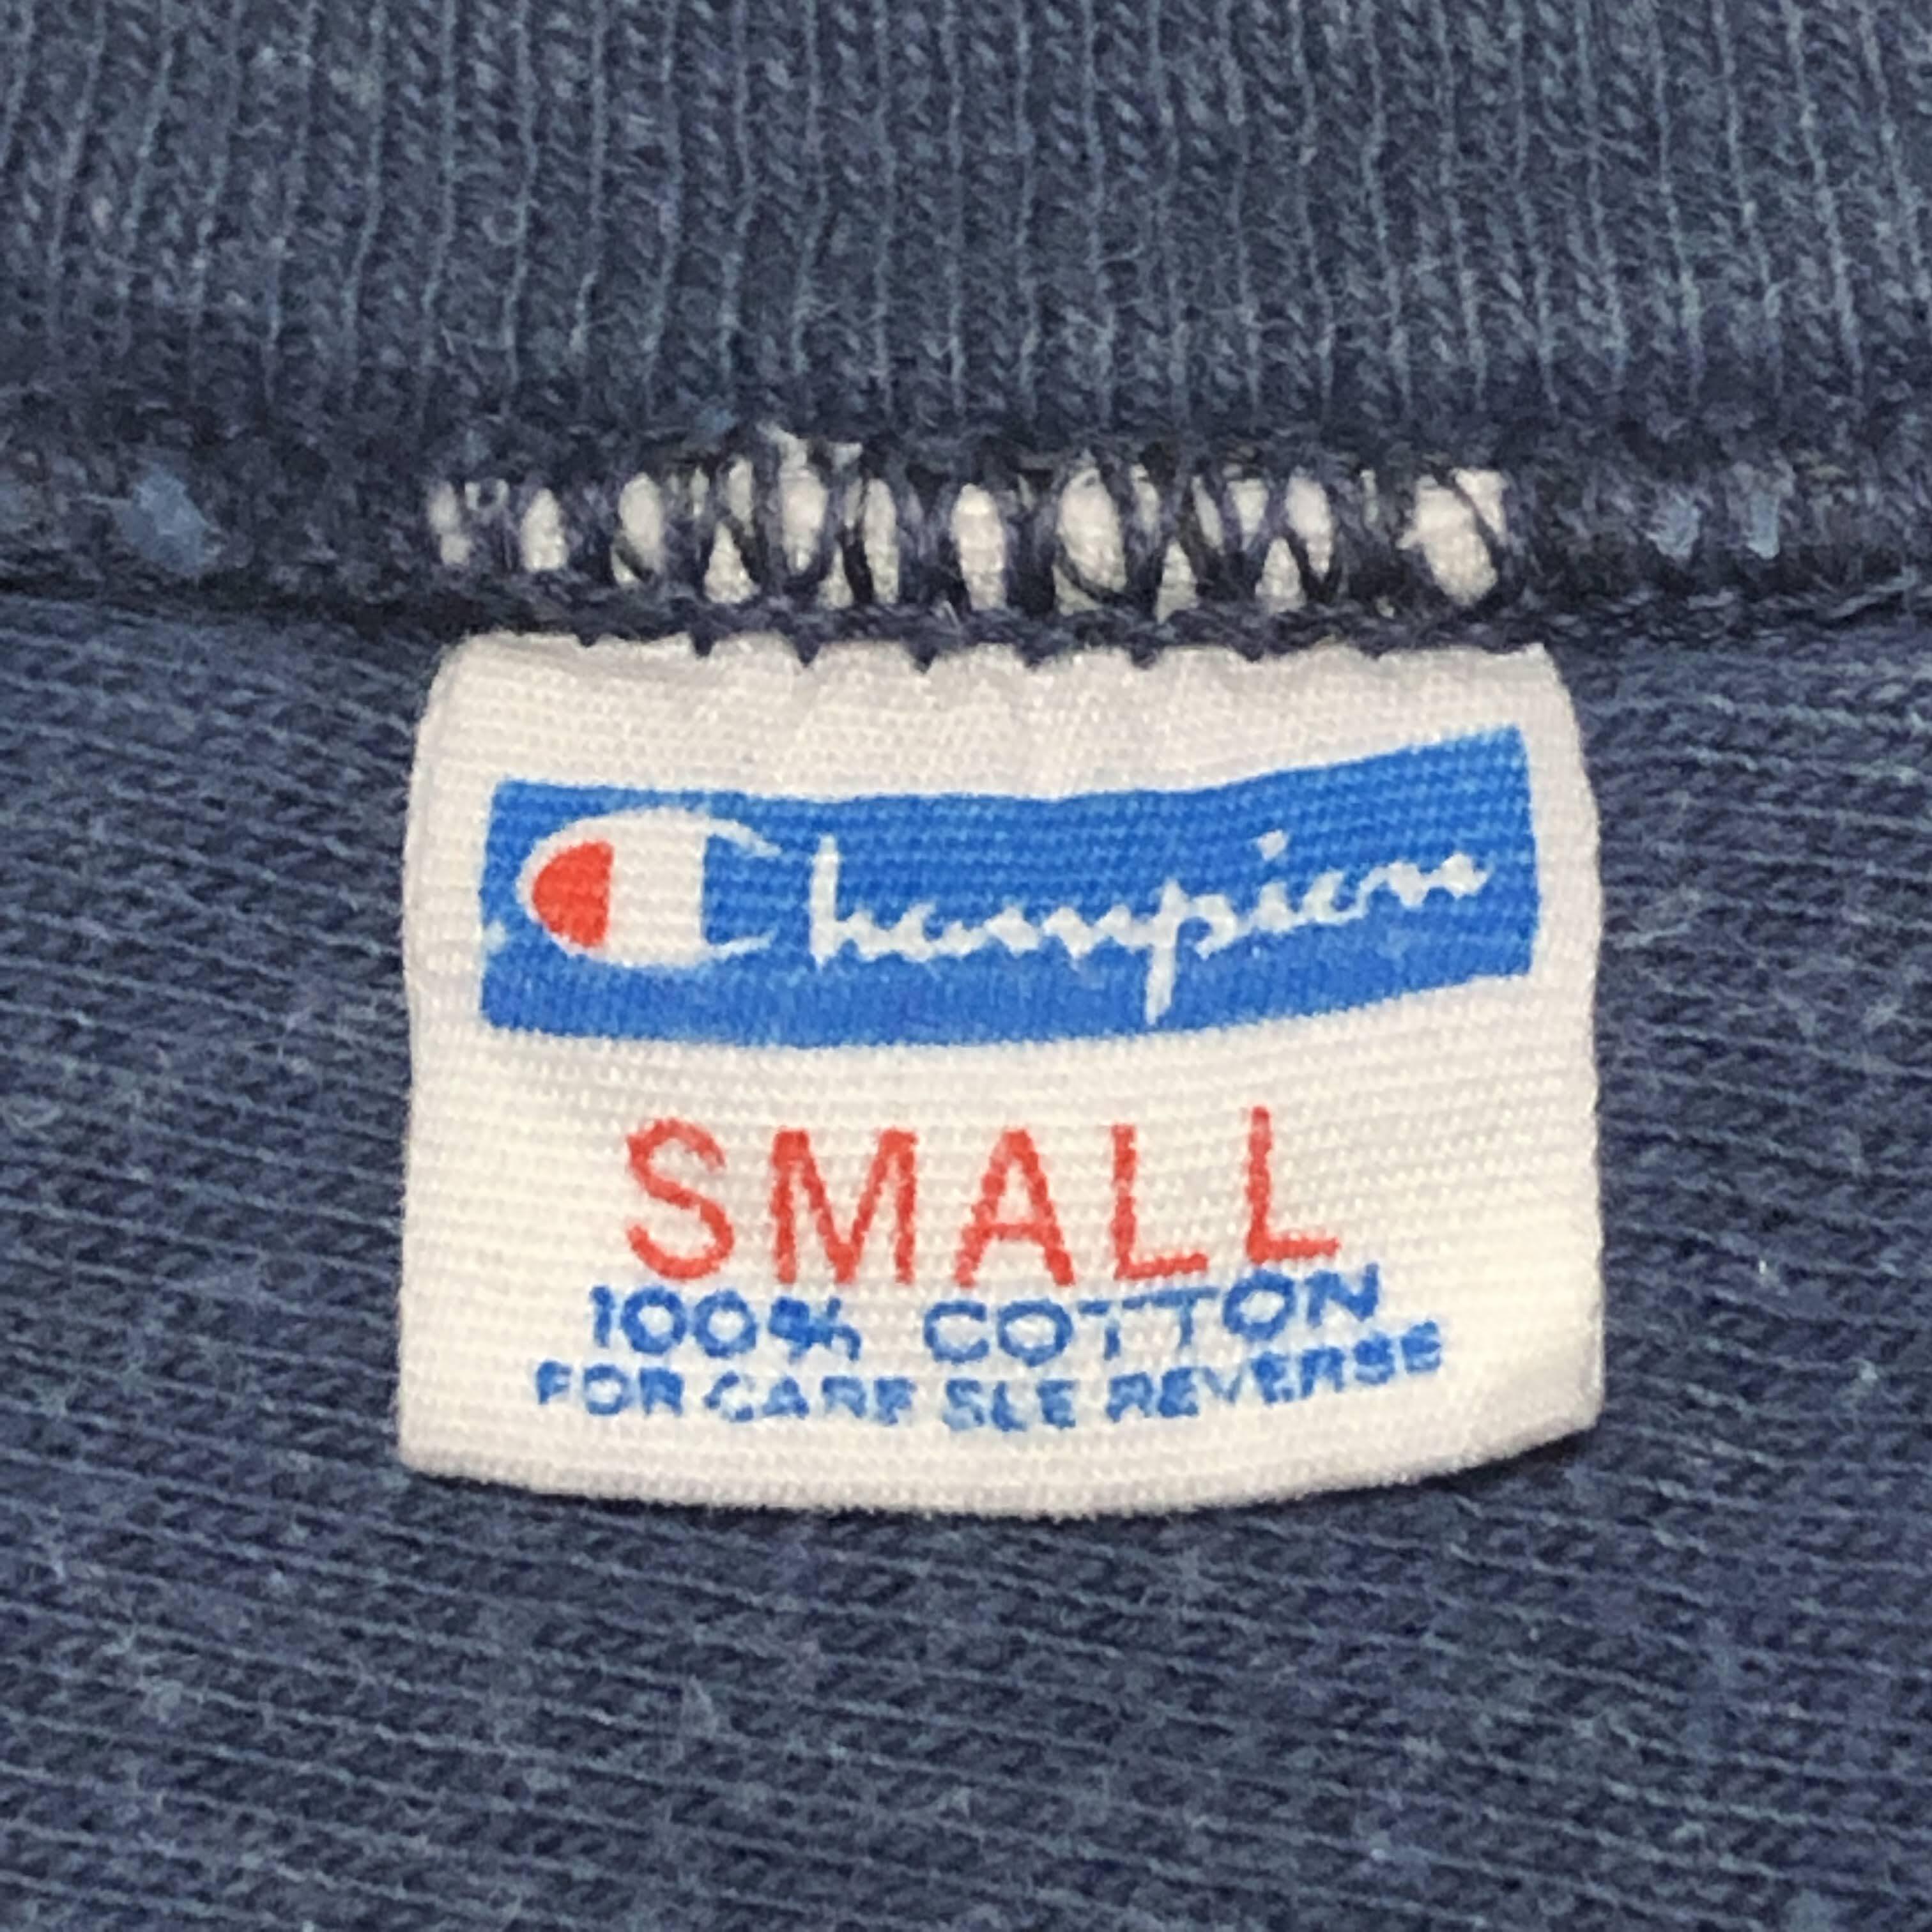 Champion
SMALL
100% COTTON
FOR CARE SEE REVERSE